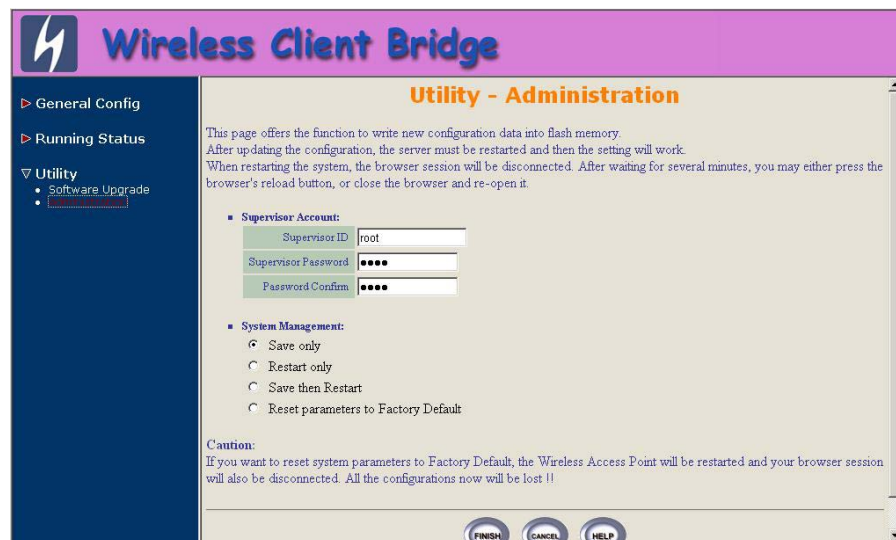 Wireless Client Bridge
General Config
Running Status
Utility
Software Upgrade
Utility - Administration
This page offers the function to write new configuration data into flash memory.
After updating the configuration, the server must be restarted and then the setting will work.
When restarting the system, the browser session will be disconnected. After waiting for several minutes, you may either press the
browser's reload button, or close the browser and re-open it.
Supervisor Account:
Supervisor ID root
Supervisor Password ●●●●
Password Confirm ●●●●
System Management:
Save only
Restart only
Save then Restart
Reset parameters to Factory Default
Caution:
If you want to reset system parameters to Factory Default, the Wireless Access Point will be restarted and your browser session
will also be disconnected. All the configurations now will be lost !!
FINISH CANCEL HELP